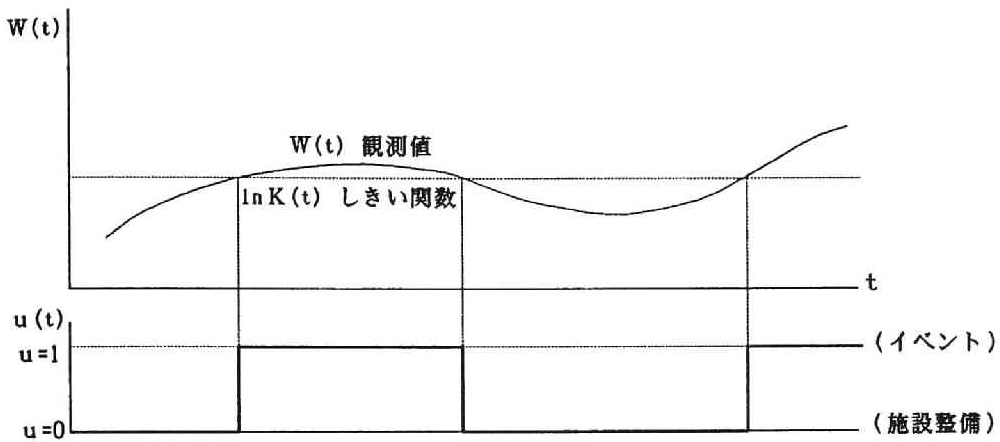 W(t)
W(t) 観測値
lnK(t) しきい関数
t
u(t)
u=1
(イベント)
u=0
(施設整備)